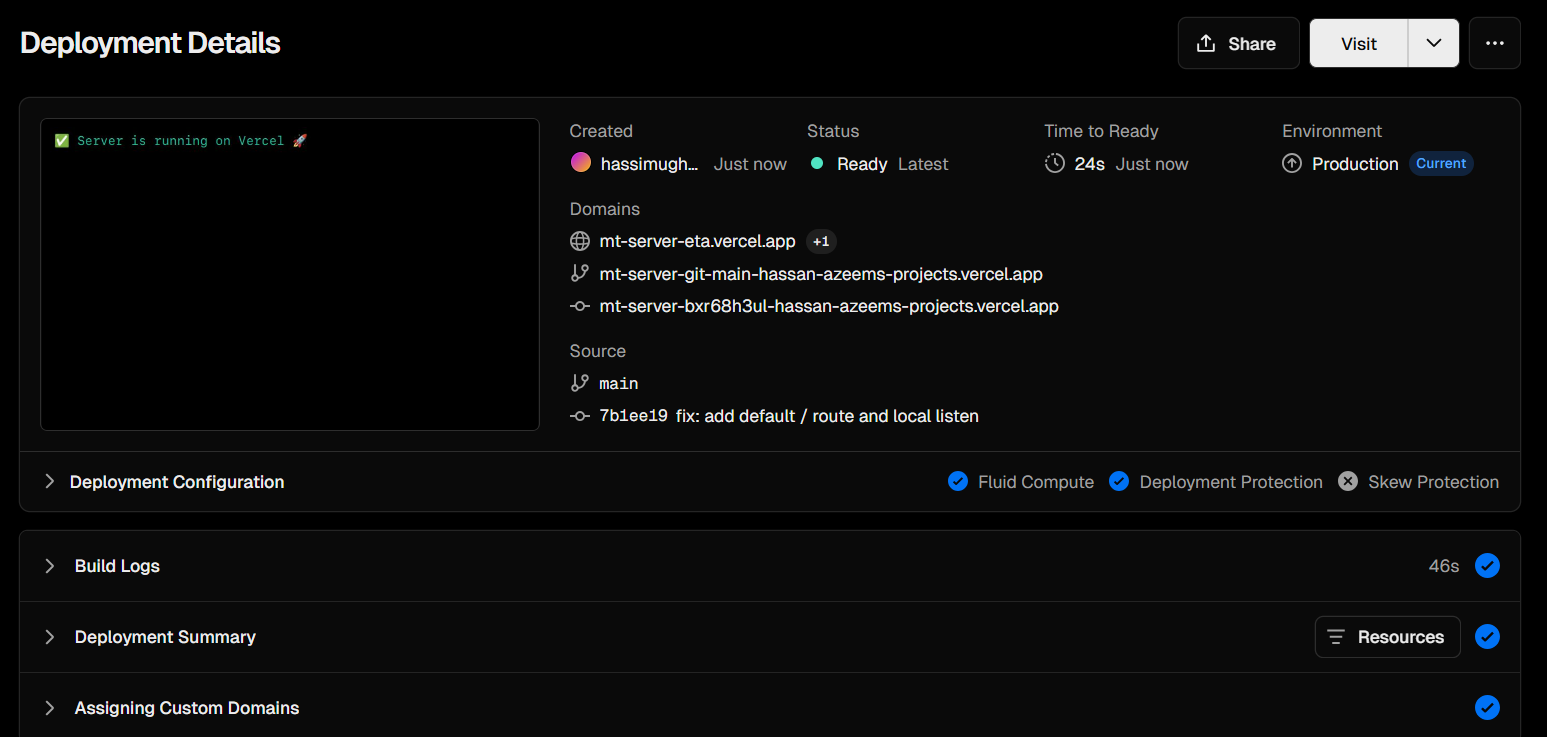 Deployment Details
Share
Visit
✅ Server is running on Vercel 🚀
Created
hassimugh... Just now
Status
Ready Latest
Time to Ready
24s Just now
Environment
Production Current
Domains
mt-server-eta.vercel.app +1
mt-server-git-main-hassan-azeems-projects.vercel.app
mt-server-bxr68h3ul-hassan-azeems-projects.vercel.app
Source
main
7b1ee19 fix: add default / route and local listen
Deployment Configuration
Fluid Compute
Deployment Protection
Skew Protection
Build Logs
46s
Deployment Summary
Resources
Assigning Custom Domains